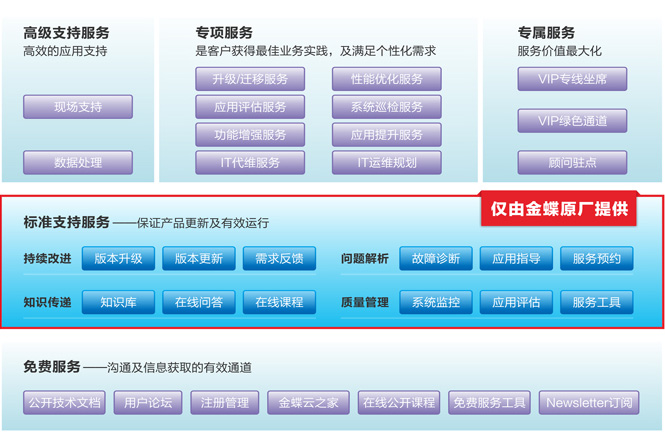 高级支持服务
高效的应用支持
现场支持
数据处理
专项服务
是客户获得最佳业务实践，及满足个性化需求
升级/迁移服务 性能优化服务
应用评估服务 系统巡检服务
功能增强服务 应用提升服务
IT代维服务 IT运维规划
专属服务
服务价值最大化
VIP专线坐席
VIP绿色通道
顾问驻点
仅由金蝶原厂提供
标准支持服务——保证产品更新及有效运行
持续改进 版本升级 版本更新 需求反馈 问题解析 故障诊断 应用指导 服务预约
知识传递 知识库 在线问答 在线课程 质量管理 系统监控 应用评估 服务工具
免费服务——沟通及信息获取的有效通道
公开技术文档 用户论坛 注册管理 金蝶云之家 在线公开课程 免费服务工具 Newsletter订阅